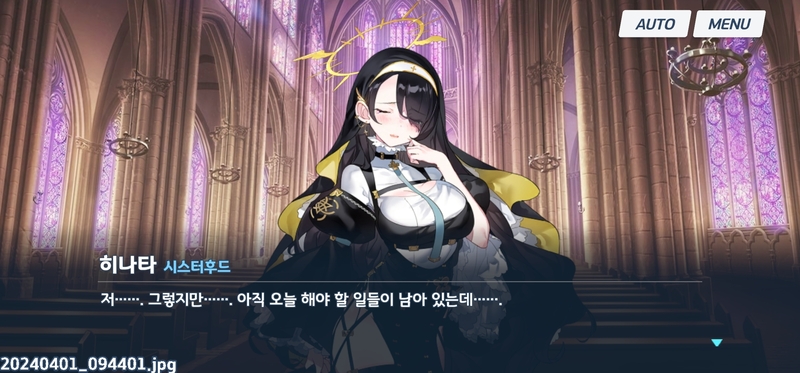 AUTO MENU
히나타 시스터후드
저……. 그렇지만……. 아직 오늘 해야 할 일들이 남아 있는데…….
20240401_094401.jpg